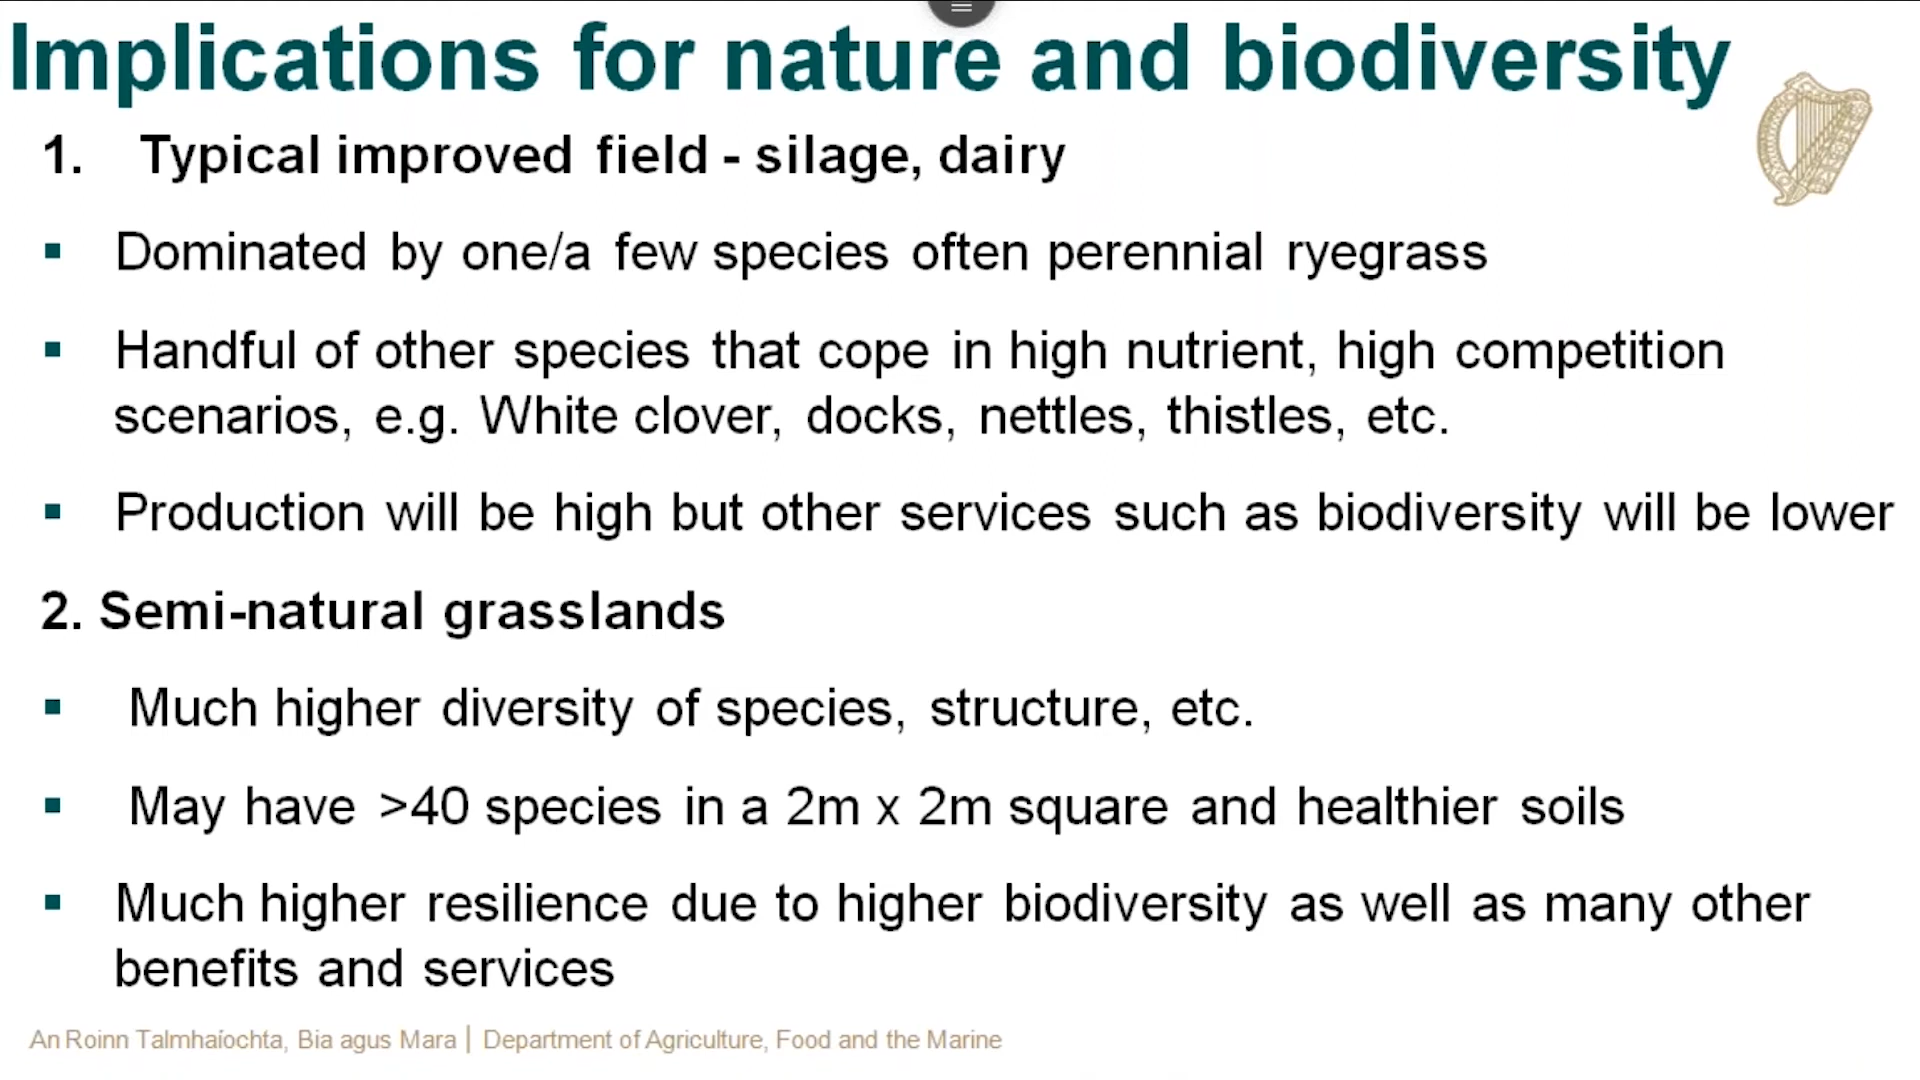 Implications for nature and biodiversity
1. Typical improved field - silage, dairy
▪ Dominated by one/a few species often perennial ryegrass
▪ Handful of other species that cope in high nutrient, high competition
scenarios, e.g. White clover, docks, nettles, thistles, etc.
▪ Production will be high but other services such as biodiversity will be lower
2. Semi-natural grasslands
▪ Much higher diversity of species, structure, etc.
▪ May have >40 species in a 2m x 2m square and healthier soils
▪ Much higher resilience due to higher biodiversity as well as many other
benefits and services
An Roinn Talmhaíochta, Bia agus Mara | Department of Agriculture, Food and the Marine